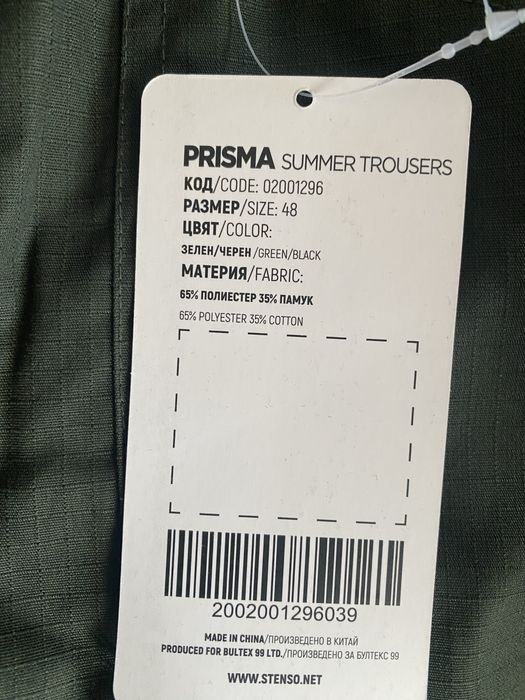 PRISMA SUMMER TROUSERS
КОД/CODE: 02001296
РАЗМЕР/SIZE: 48
ЦВЯТ/COLOR:
ЗЕЛЕН/ЧЕРЕН /GREEN/BLACK
МАТЕРИЯ/FABRIC:
65% ПОЛИЕСТЕР 35% ПАМУК
65% POLYESTER 35% COTTON
2002001296039
MADE IN CHINA/ПРОИЗВЕДЕНО В КИТАЙ
PRODUCED FOR BULTEX 99 LTD./ПРОИЗВЕДЕНО ЗА БУЛТЕКС 99
WWW.STENSO.NET